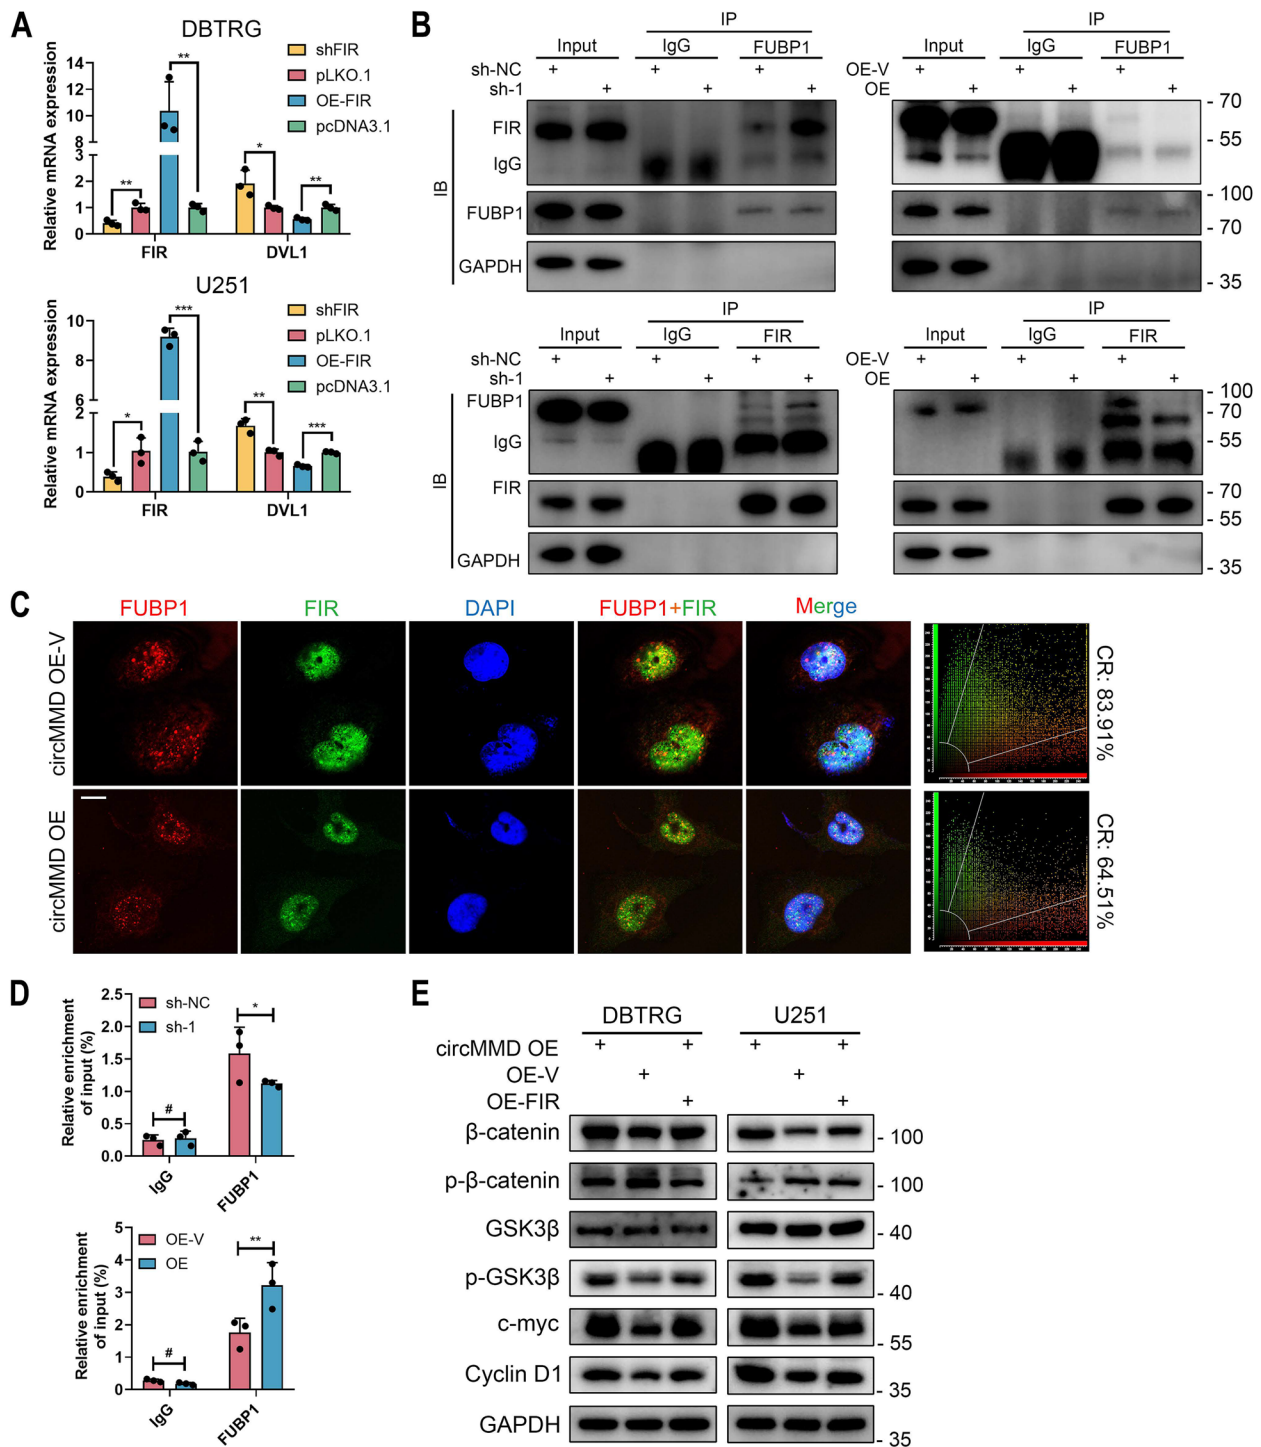 A
DBTRG
Relative mRNA expression
14
12
10
8
3
2
1
0
**
**
*
**
FIR
DVL1
shFIR
pLKO.1
OE-FIR
pcDNA3.1
U251
Relative mRNA expression
10
8
6
2
1
0
*
***
**
***
FIR
DVL1
shFIR
pLKO.1
OE-FIR
pcDNA3.1
B
IP
Input
IgG
FUBP1
sh-NC
+
+
+
sh-1
+
+
+
IB
FIR
IgG
FUBP1
GAPDH
IP
Input
IgG
FUBP1
OE-V
+
+
+
OE
+
+
+
- 70
- 55
- 100
- 70
- 35
IP
Input
IgG
FIR
sh-NC
+
+
+
sh-1
+
+
+
IB
FUBP1
IgG
FIR
GAPDH
IP
Input
IgG
FIR
OE-V
+
+
+
OE
+
+
+
- 100
- 70
- 55
- 70
- 55
- 35
C
FUBP1
FIR
DAPI
FUBP1+FIR
Merge
circMMD OE-V
CR: 83.91%
circMMD OE
CR: 64.51%
D
Relative enrichment
of input (%)
2.5
2.0
1.5
1.0
0.5
0.0
sh-NC
sh-1
#
*
IgG
FUBP1
Relative enrichment
of input (%)
5
4
3
2
1
0
OE-V
OE
#
**
IgG
FUBP1
E
DBTRG
U251
circMMD OE
+
+
+
+
OE-V
+
+
OE-FIR
+
+
β-catenin
- 100
p-β-catenin
- 100
GSK3β
- 40
p-GSK3β
- 40
c-myc
- 55
Cyclin D1
- 35
GAPDH
- 35